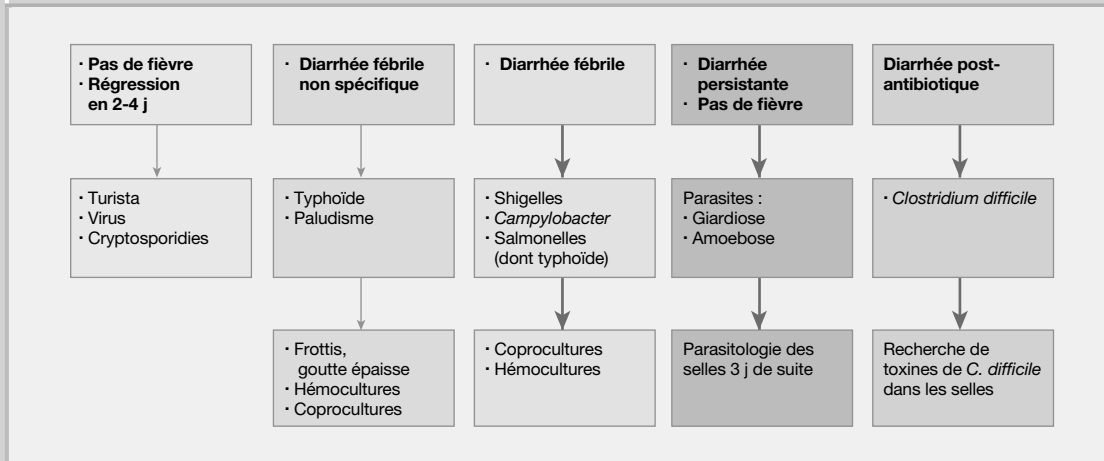 · Pas de fièvre
· Régression
en 2-4 j
· Diarrhée fébrile
non spécifique
· Diarrhée fébrile
· Diarrhée
persistante
· Pas de fièvre
Diarrhée post-
antibiotique
· Turista
· Virus
· Cryptosporidies
· Typhoïde
· Paludisme
· Shigelles
· Campylobacter
· Salmonelles
(dont typhoïde)
Parasites :
· Giardiose
· Amoebose
· Clostridium difficile
· Frottis,
goutte épaisse
· Hémocultures
· Coprocultures
· Coprocultures
· Hémocultures
Parasitologie des
selles 3 j de suite
Recherche de
toxines de C. difficile
dans les selles